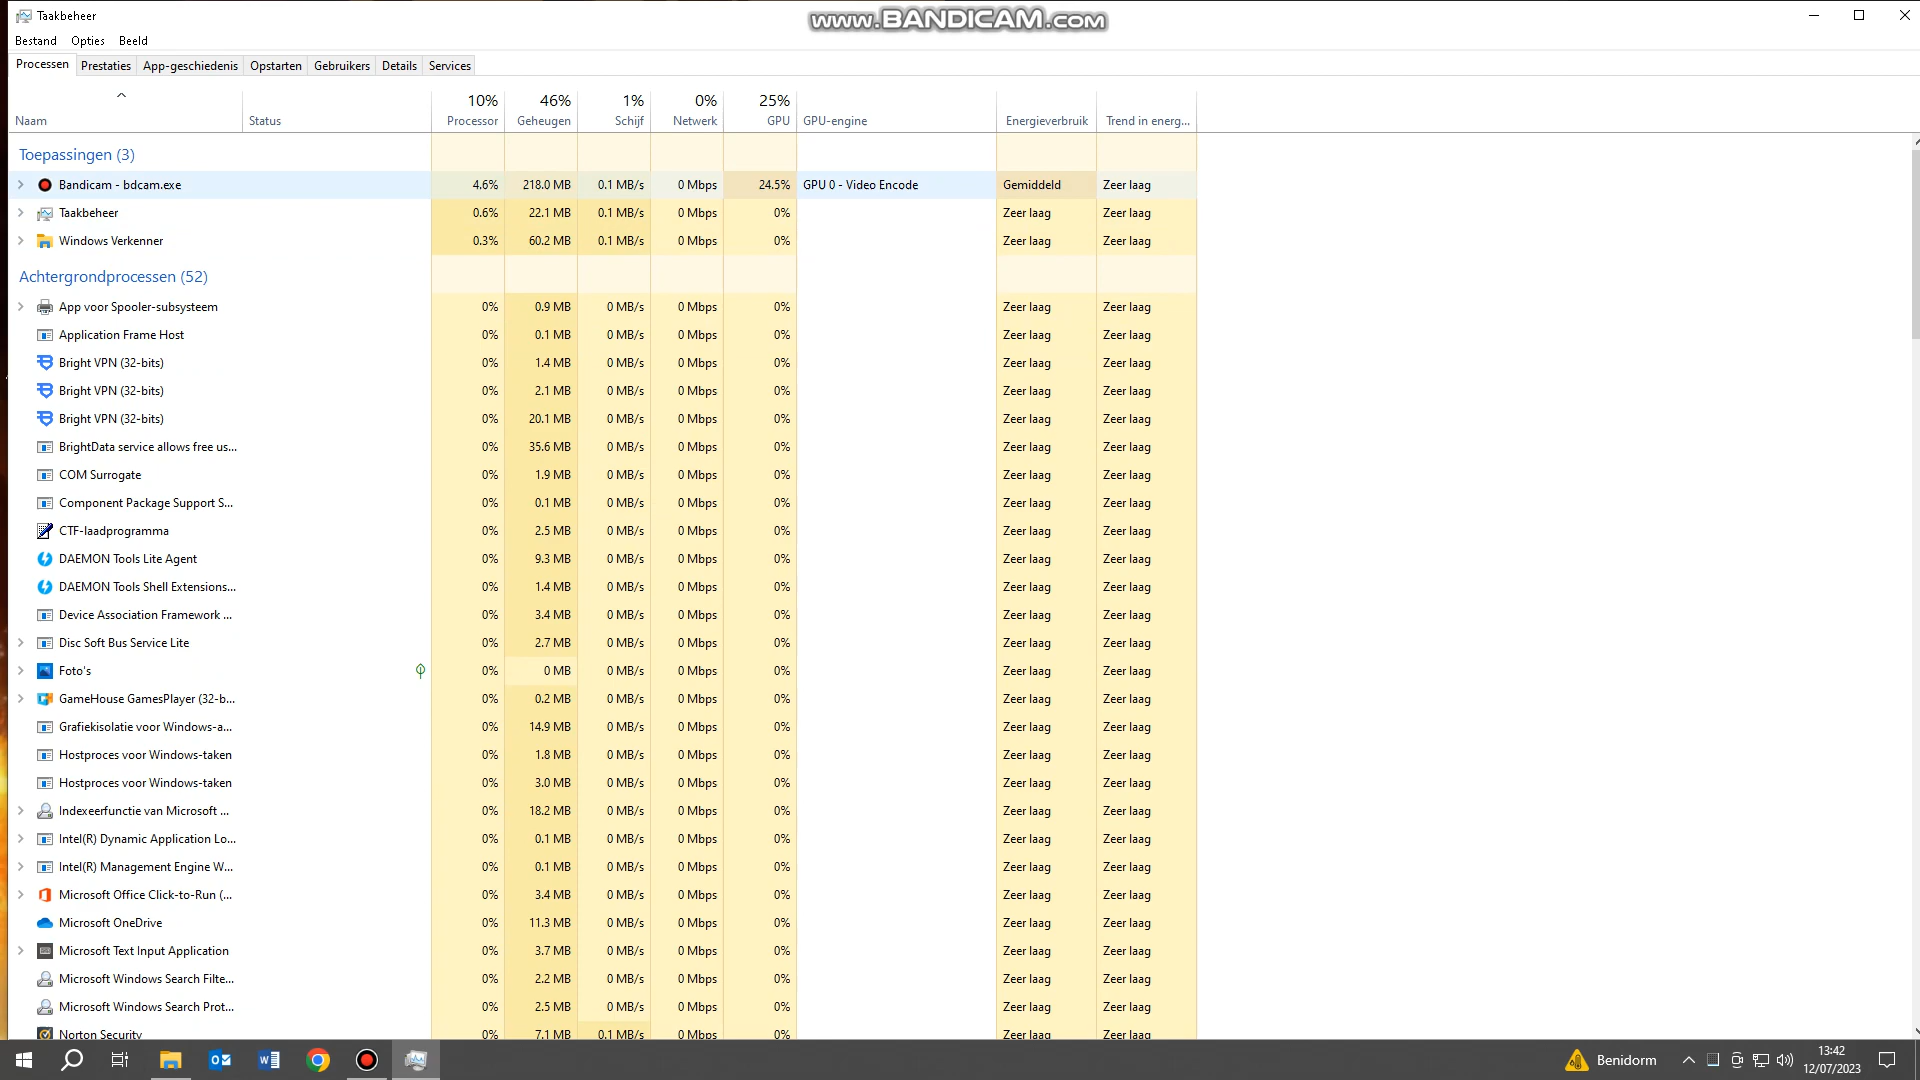 Taakbeheer
www.BANDICAM.com
Bestand Opties Beeld
Processen Prestaties App-geschiedenis Opstarten Gebruikers Details Services
10% 46% 1% 0% 25%
Naam Status Processor Geheugen Schijf Netwerk GPU GPU-engine Energieverbruik Trend in energ...
Toepassingen (3)
Bandicam - bdcam.exe 4.6% 218.0 MB 0.1 MB/s 0 Mbps 24.5% GPU 0 - Video Encode Gemiddeld Zeer laag
Taakbeheer 0.6% 22.1 MB 0.1 MB/s 0 Mbps 0% Zeer laag Zeer laag
Windows Verkenner 0.3% 60.2 MB 0.1 MB/s 0 Mbps 0% Zeer laag Zeer laag
Achtergrondprocessen (52)
App voor Spooler-subsysteem 0% 0.9 MB 0 MB/s 0 Mbps 0% Zeer laag Zeer laag
Application Frame Host 0% 0.1 MB 0 MB/s 0 Mbps 0% Zeer laag Zeer laag
Bright VPN (32-bits) 0% 1.4 MB 0 MB/s 0 Mbps 0% Zeer laag Zeer laag
Bright VPN (32-bits) 0% 2.1 MB 0 MB/s 0 Mbps 0% Zeer laag Zeer laag
Bright VPN (32-bits) 0% 20.1 MB 0 MB/s 0 Mbps 0% Zeer laag Zeer laag
BrightData service allows free us... 0% 35.6 MB 0 MB/s 0 Mbps 0% Zeer laag Zeer laag
COM Surrogate 0% 1.9 MB 0 MB/s 0 Mbps 0% Zeer laag Zeer laag
Component Package Support S... 0% 0.1 MB 0 MB/s 0 Mbps 0% Zeer laag Zeer laag
CTF-laadprogramma 0% 2.5 MB 0 MB/s 0 Mbps 0% Zeer laag Zeer laag
DAEMON Tools Lite Agent 0% 9.3 MB 0 MB/s 0 Mbps 0% Zeer laag Zeer laag
DAEMON Tools Shell Extensions... 0% 1.4 MB 0 MB/s 0 Mbps 0% Zeer laag Zeer laag
Device Association Framework ... 0% 3.4 MB 0 MB/s 0 Mbps 0% Zeer laag Zeer laag
Disc Soft Bus Service Lite 0% 2.7 MB 0 MB/s 0 Mbps 0% Zeer laag Zeer laag
Foto's 0% 0 MB 0 MB/s 0 Mbps 0% Zeer laag Zeer laag
GameHouse GamesPlayer (32-b... 0% 0.2 MB 0 MB/s 0 Mbps 0% Zeer laag Zeer laag
Grafiekisolatie voor Windows-a... 0% 14.9 MB 0 MB/s 0 Mbps 0% Zeer laag Zeer laag
Hostproces voor Windows-taken 0% 1.8 MB 0 MB/s 0 Mbps 0% Zeer laag Zeer laag
Hostproces voor Windows-taken 0% 3.0 MB 0 MB/s 0 Mbps 0% Zeer laag Zeer laag
Indexeerfunctie van Microsoft ... 0% 18.2 MB 0 MB/s 0 Mbps 0% Zeer laag Zeer laag
Intel(R) Dynamic Application Lo... 0% 0.1 MB 0 MB/s 0 Mbps 0% Zeer laag Zeer laag
Intel(R) Management Engine W... 0% 0.1 MB 0 MB/s 0 Mbps 0% Zeer laag Zeer laag
Microsoft Office Click-to-Run (... 0% 3.4 MB 0 MB/s 0 Mbps 0% Zeer laag Zeer laag
Microsoft OneDrive 0% 11.3 MB 0 MB/s 0 Mbps 0% Zeer laag Zeer laag
Microsoft Text Input Application 0% 3.7 MB 0 MB/s 0 Mbps 0% Zeer laag Zeer laag
Microsoft Windows Search Filte... 0% 2.2 MB 0 MB/s 0 Mbps 0% Zeer laag Zeer laag
Microsoft Windows Search Prot... 0% 2.5 MB 0 MB/s 0 Mbps 0% Zeer laag Zeer laag
Norton Security 0% 7.1 MB 0.1 MB/s 0 Mbps 0% Zeer laag Zeer laag
Benidorm 13:42
12/07/2023